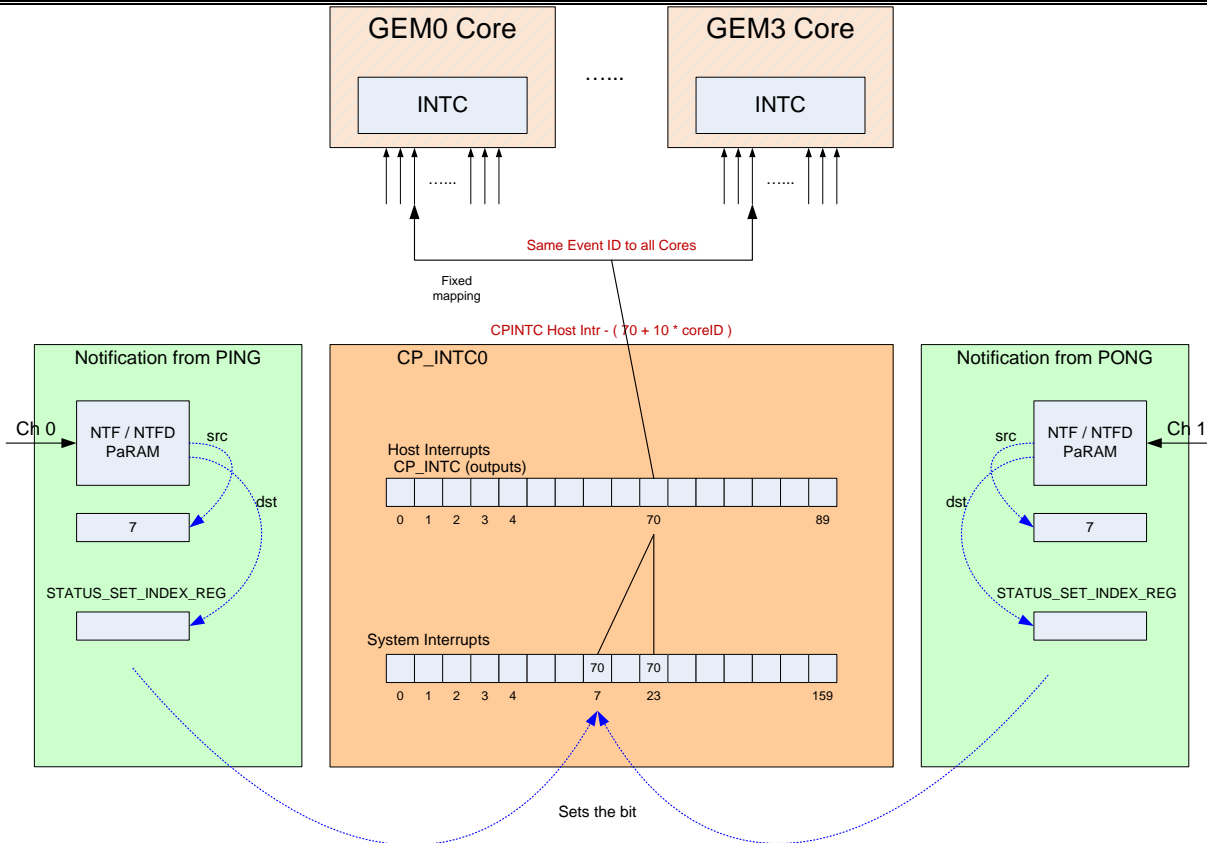 GEM0 Core
GEM3 Core
…...
INTC
INTC
…...
…...
Same Event ID to all Cores
Fixed
mapping
CPINTC Host Intr - ( 70 + 10 * coreID )
Notification from PING
CP_INTC0
Notification from PONG
Ch 0
NTF / NTFD
PaRAM
src
dst
7
STATUS_SET_INDEX_REG
Host Interrupts
CP_INTC (outputs)
0 1 2 3 4 70 89
System Interrupts
70 70
0 1 2 3 4 7 23 159
Ch 1
NTF / NTFD
PaRAM
src
dst
7
STATUS_SET_INDEX_REG
Sets the bit